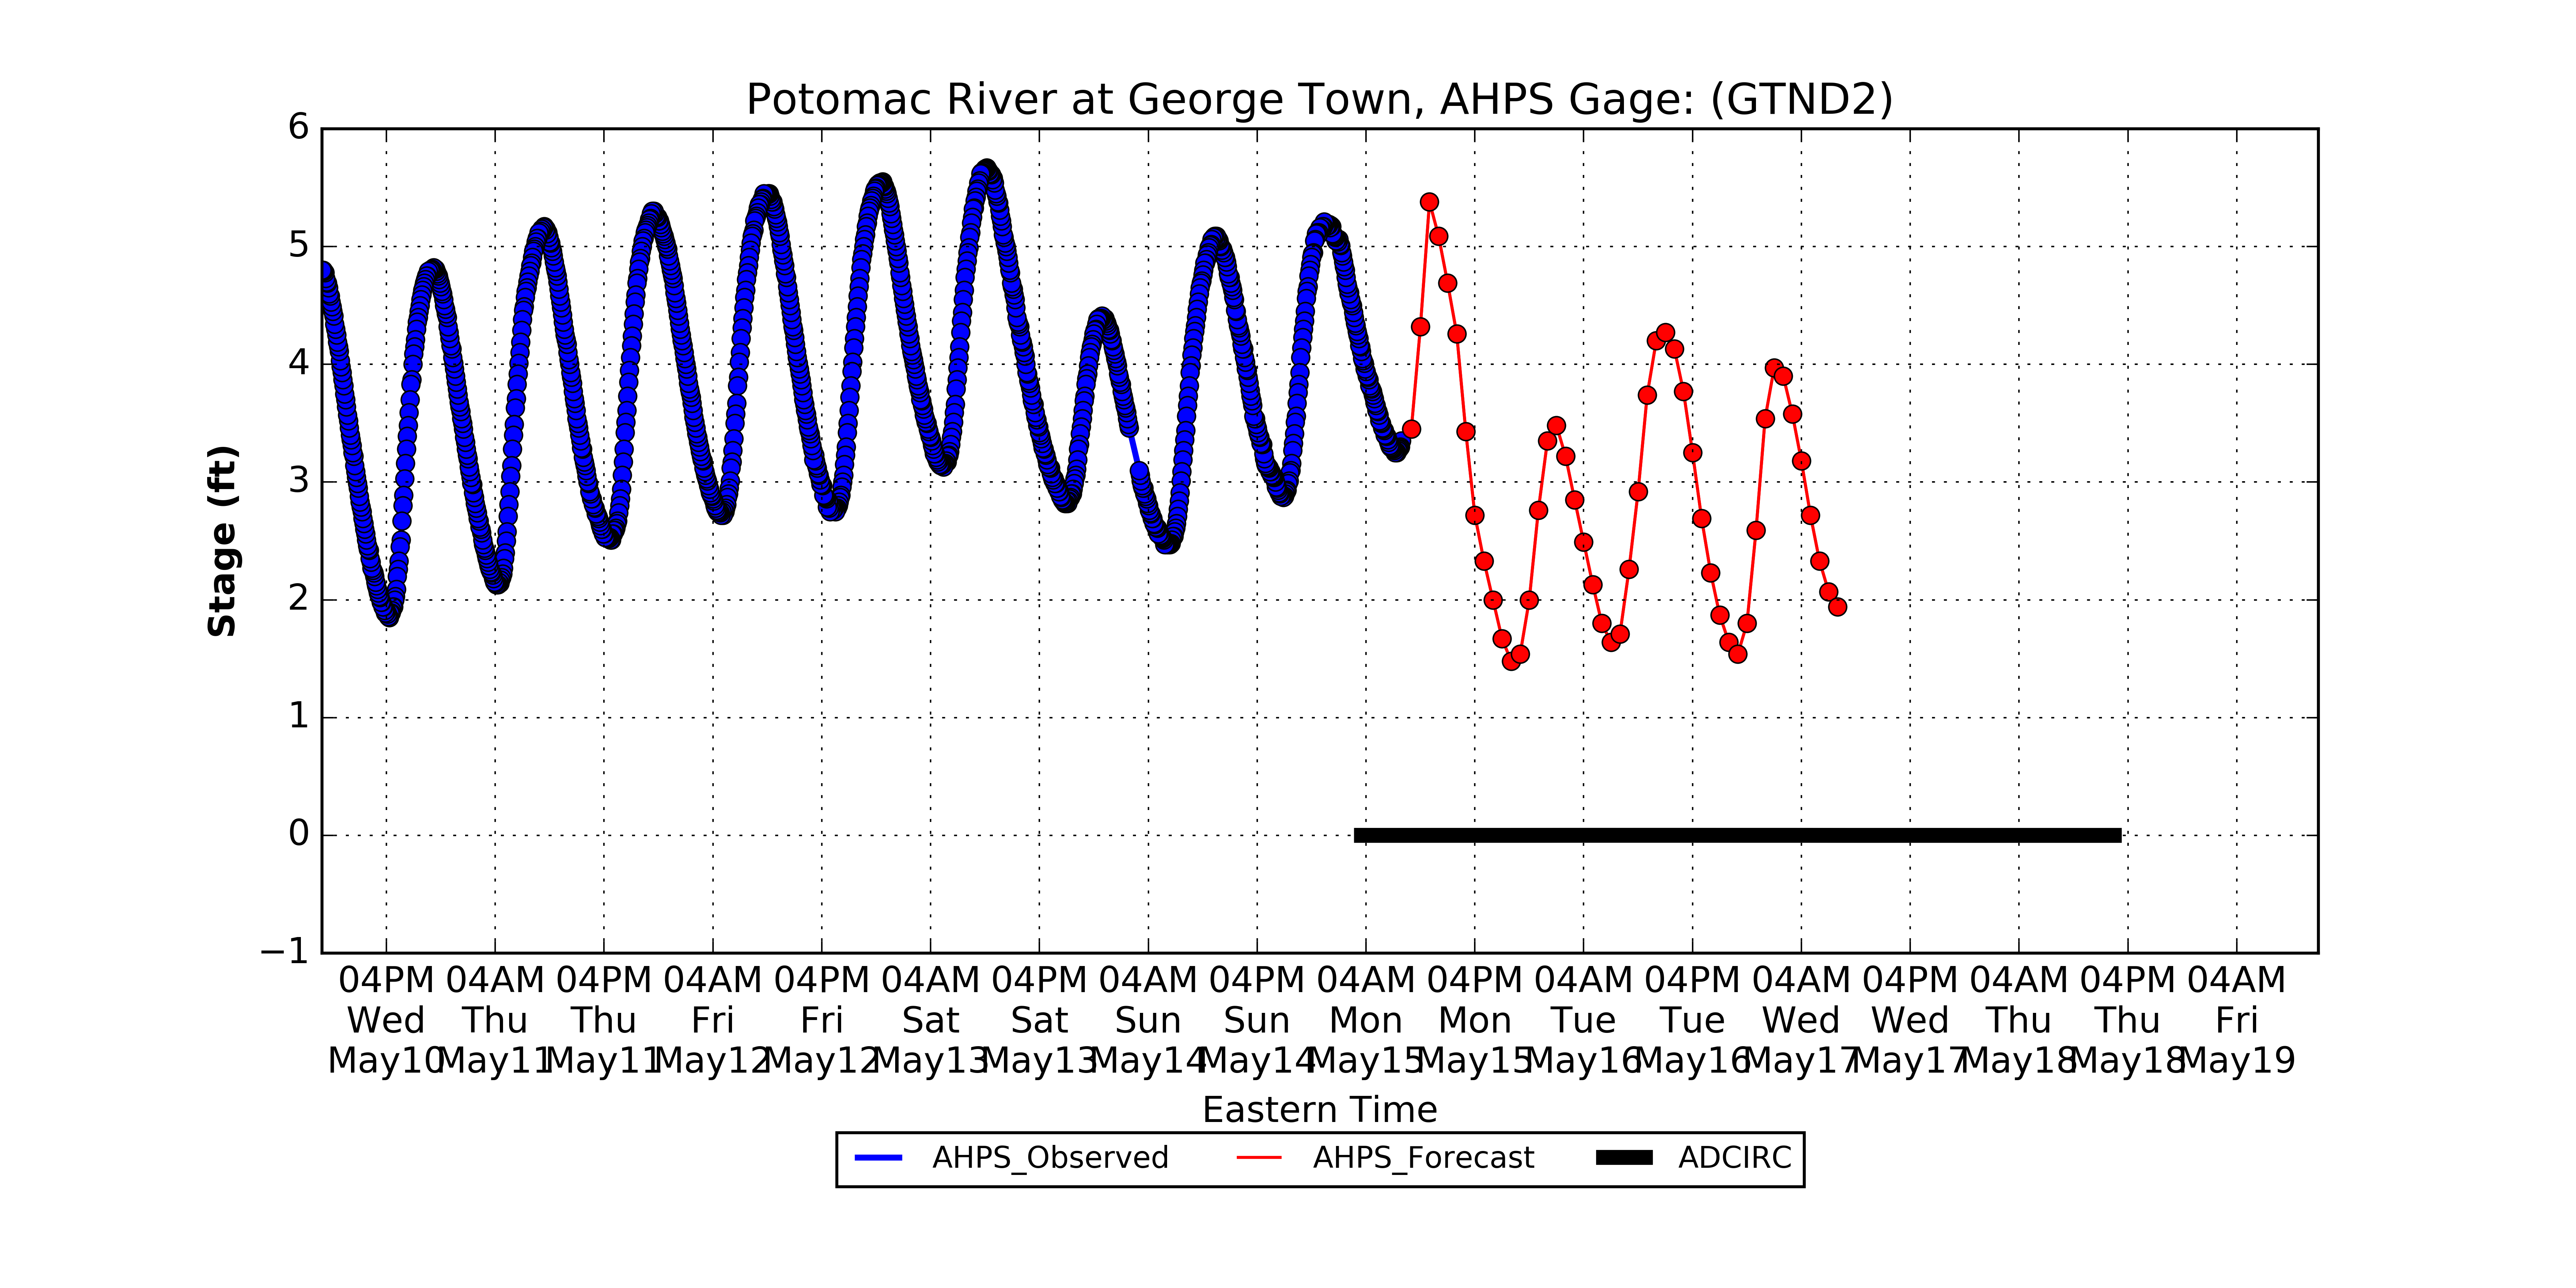 Potomac River at George Town, AHPS Gage: (GTND2)
Stage (ft)
6
5
4
3
2
1
0
−1
04PM 04AM 04PM 04AM 04PM 04AM 04PM 04AM 04PM 04AM 04PM 04AM 04PM 04AM 04PM 04AM 04PM 04AM
Wed Thu Thu Fri Fri Sat Sat Sun Sun Mon Mon Tue Tue Wed Wed Thu Thu Fri
May10 May11 May11 May12 May12 May13 May13 May14 May14 May15 May15 May16 May16 May17 May17 May18 May18 May19
Eastern Time
AHPS_Observed AHPS_Forecast ADCIRC